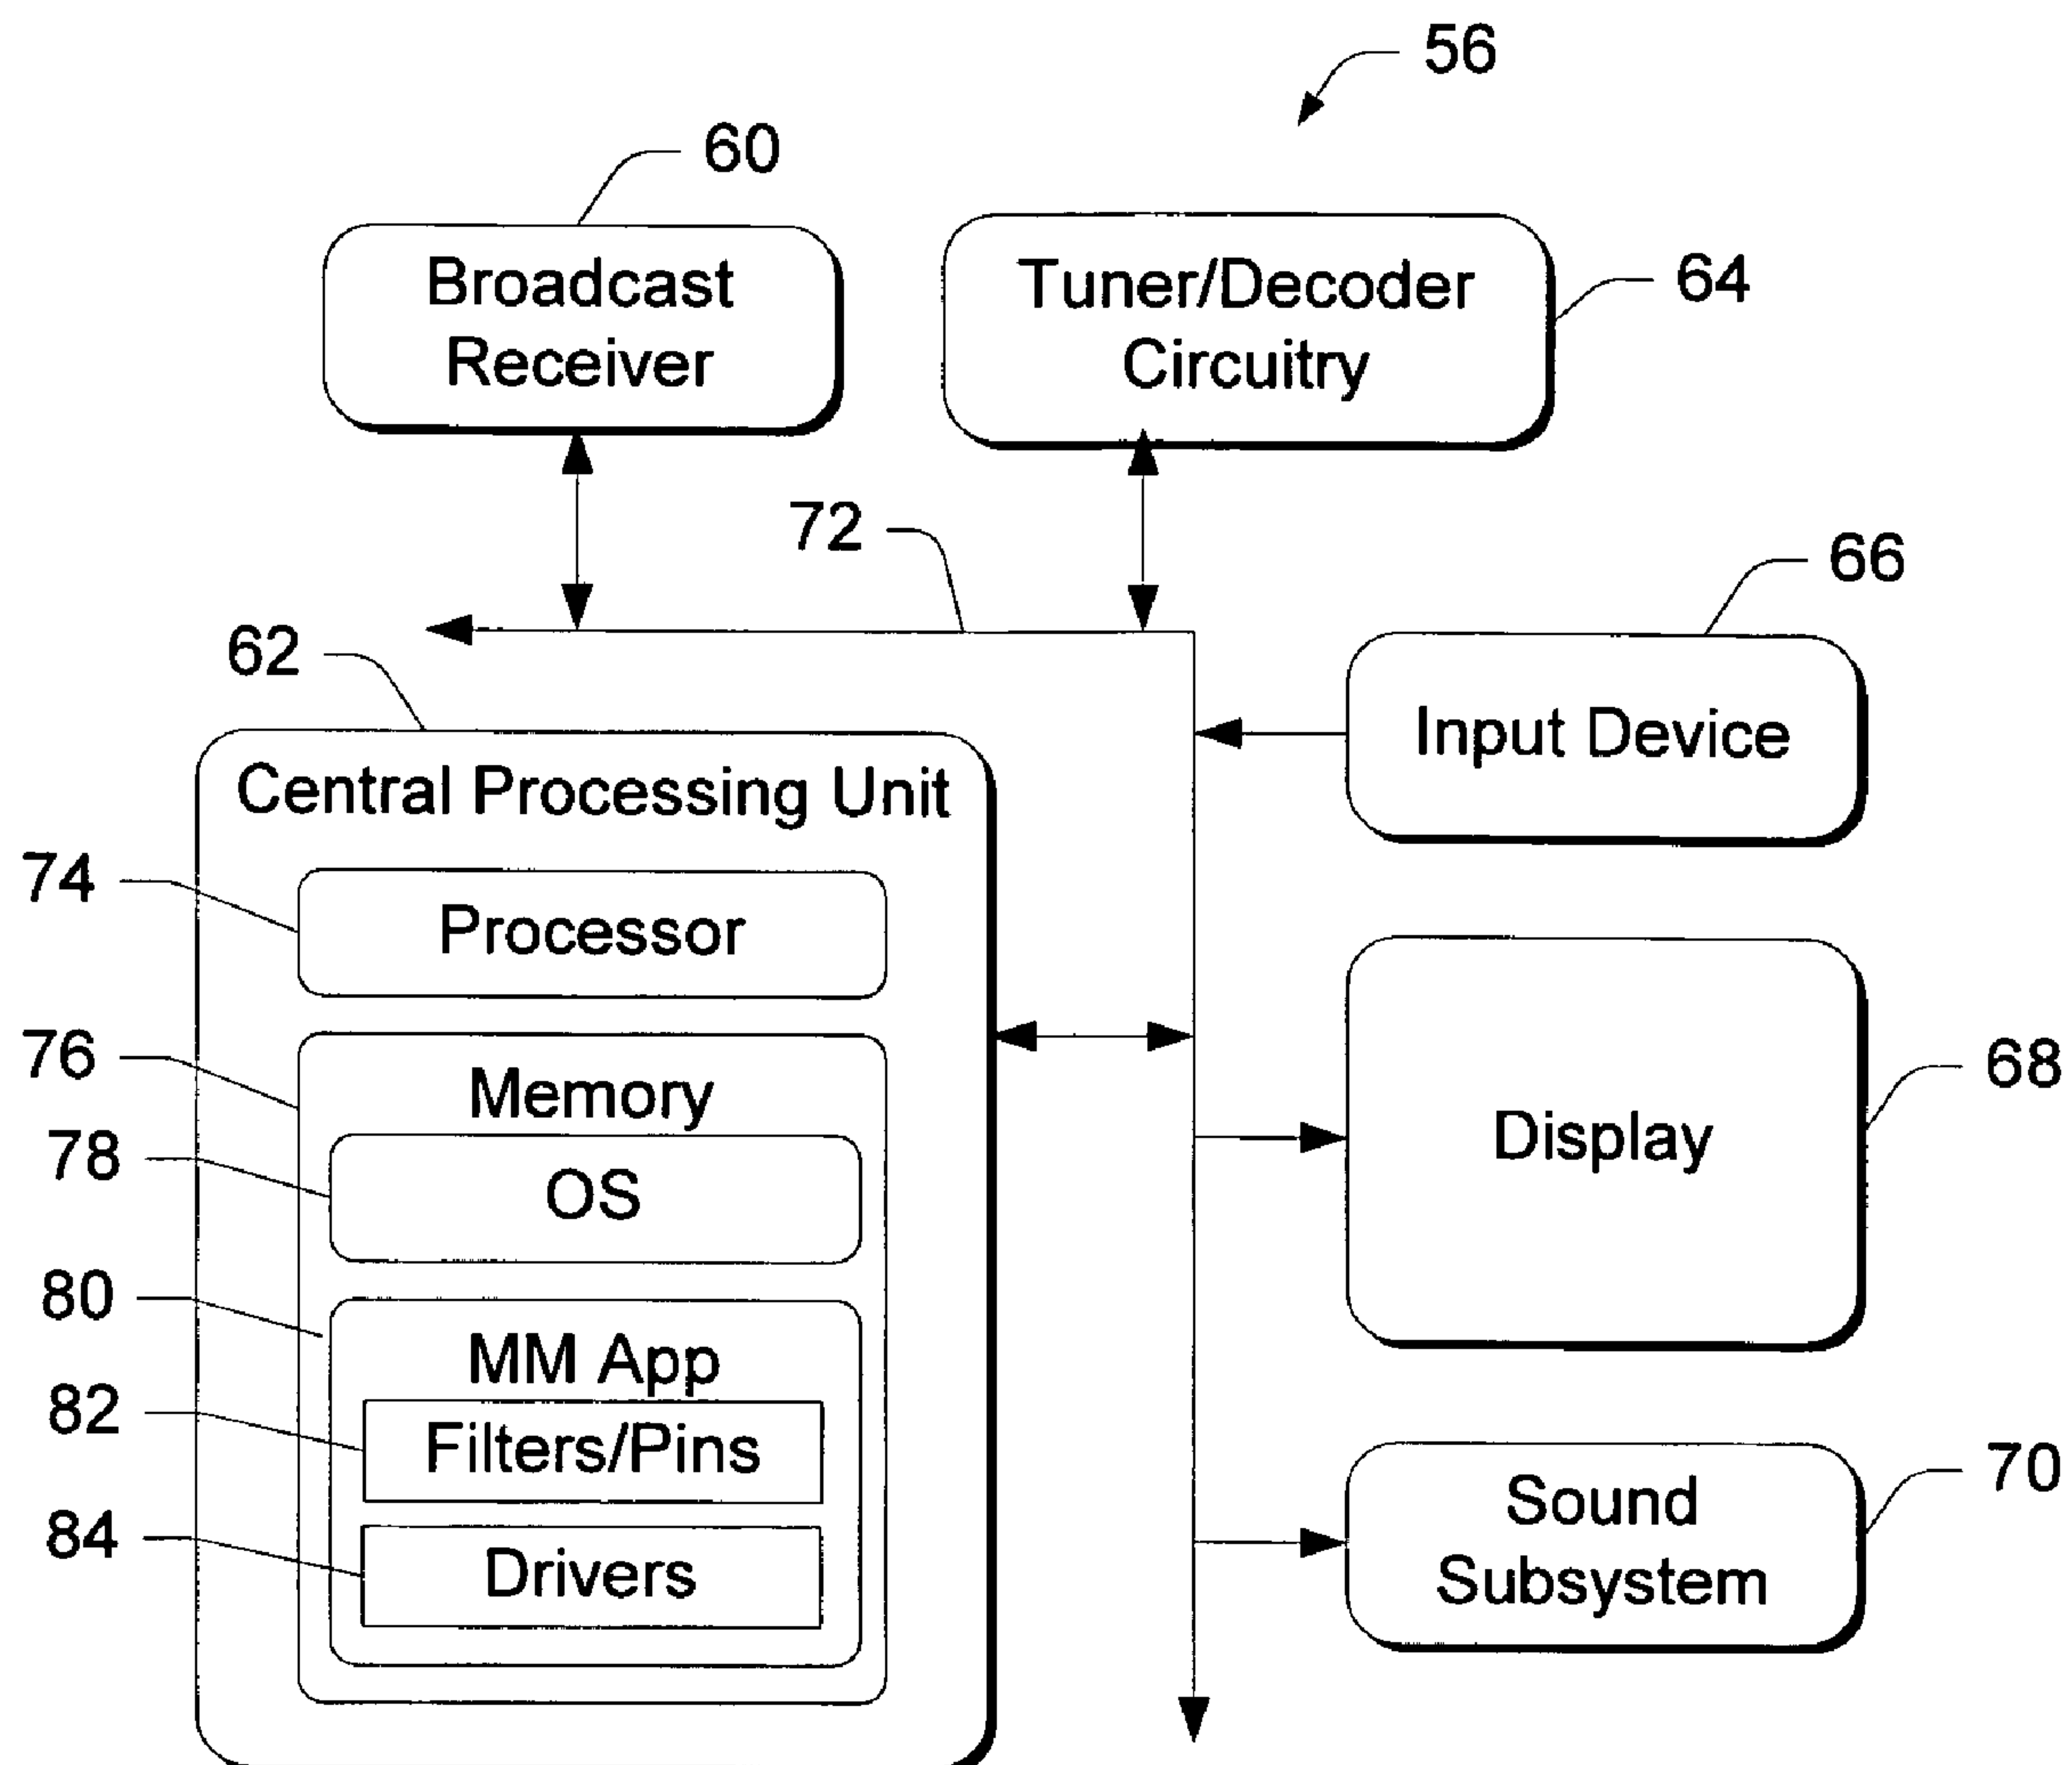 56
60
Broadcast
Receiver
Tuner/Decoder
Circuitry
64
72
66
62
Input Device
Central Processing Unit
74
Processor
76
Memory
68
Display
78
OS
80
MM App
82
Filters/Pins
70
Sound
Subsystem
84
Drivers